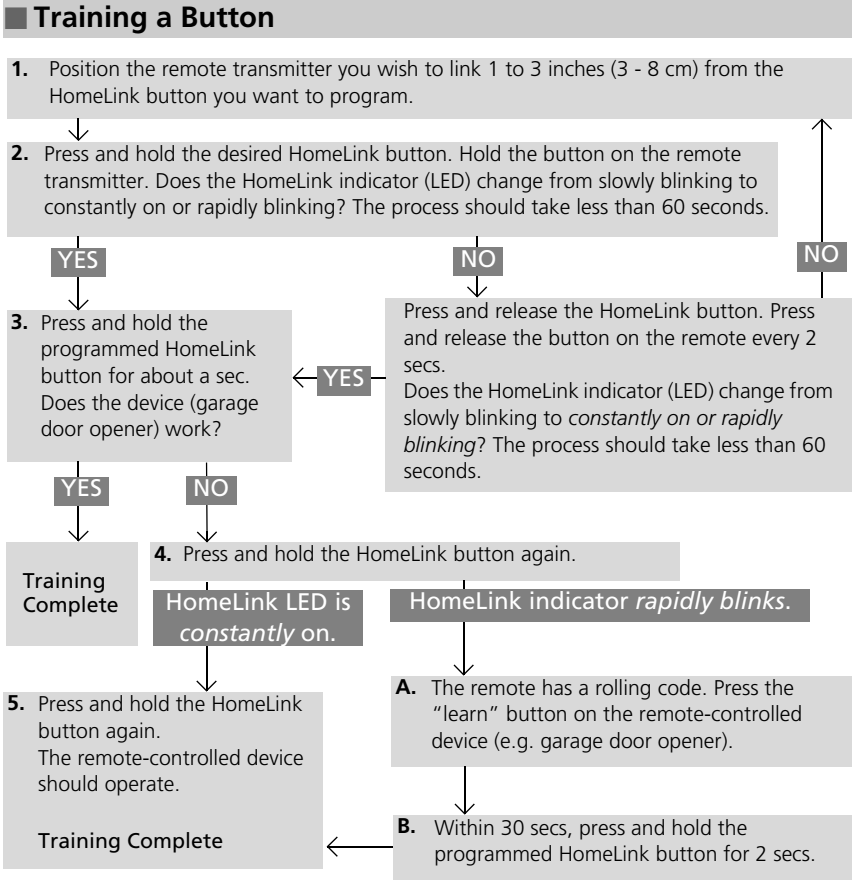 Training a Button
1. Position the remote transmitter you wish to link 1 to 3 inches (3 - 8 cm) from the
HomeLink button you want to program.
2. Press and hold the desired HomeLink button. Hold the button on the remote
transmitter. Does the HomeLink indicator (LED) change from slowly blinking to
constantly on or rapidly blinking? The process should take less than 60 seconds.
YES
NO
NO
3. Press and hold the
programmed HomeLink
button for about a sec.
Does the device (garage
door opener) work?
YES
Press and release the HomeLink button. Press
and release the button on the remote every 2
secs.
Does the HomeLink indicator (LED) change from
slowly blinking to constantly on or rapidly
blinking? The process should take less than 60
seconds.
YES
NO
Training
Complete
4. Press and hold the HomeLink button again.
HomeLink LED is
constantly on.
HomeLink indicator rapidly blinks.
5. Press and hold the HomeLink
button again.
The remote-controlled device
should operate.
Training Complete
A. The remote has a rolling code. Press the
“learn” button on the remote-controlled
device (e.g. garage door opener).
B. Within 30 secs, press and hold the
programmed HomeLink button for 2 secs.